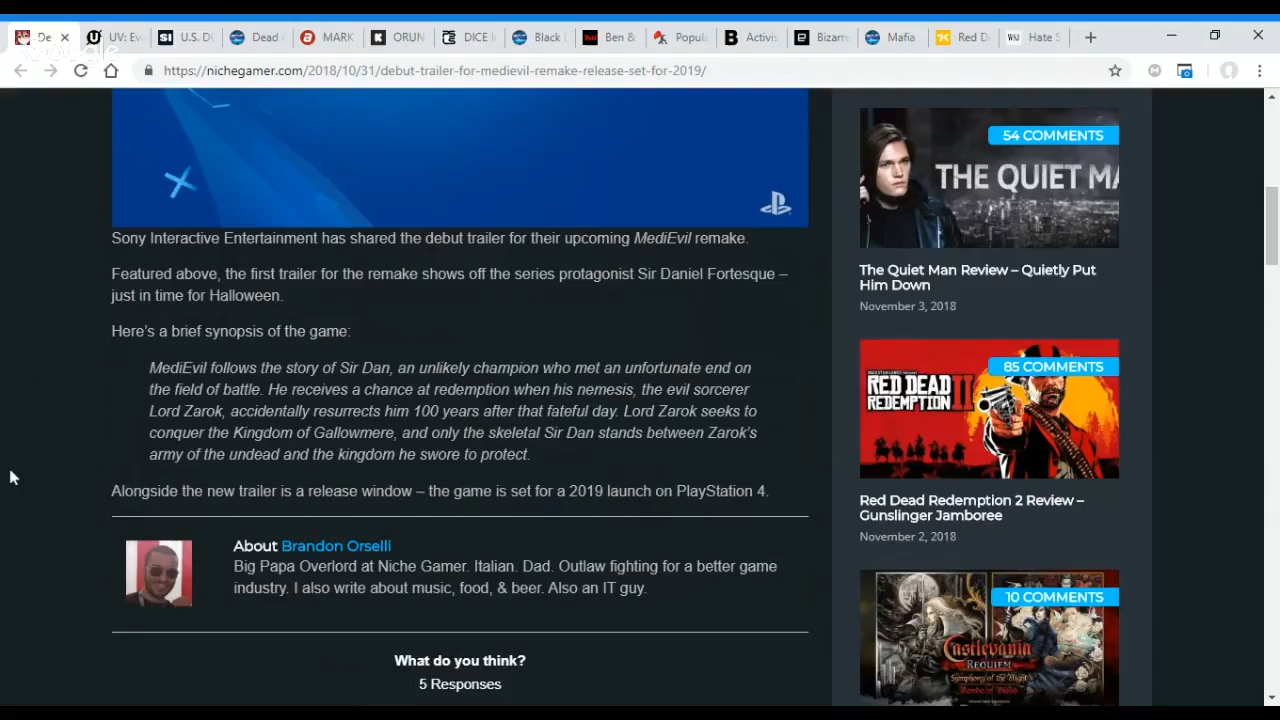 De
UV: Ev
U.S. D
Dead
MARK
ORUN
DICE
Black
Ben &
Popula
Activis
Bizarre
Mafia
Red D
Hate S
https://nichegamer.com/2018/10/31/debut-trailer-for-medievil-remake-release-set-for-2019/
54 COMMENTS
THE QUIET MA
The Quiet Man Review – Quietly Put
Him Down
November 3, 2018
Sony Interactive Entertainment has shared the debut trailer for their upcoming MediEvil remake.
Featured above, the first trailer for the remake shows off the series protagonist Sir Daniel Fortesque –
just in time for Halloween.
Here's a brief synopsis of the game:
MediEvil follows the story of Sir Dan, an unlikely champion who met an unfortunate end on
the field of battle. He receives a chance at redemption when his nemesis, the evil sorcerer
Lord Zarok, accidentally resurrects him 100 years after that fateful day. Lord Zarok seeks to
conquer the Kingdom of Gallowmere, and only the skeletal Sir Dan stands between Zarok's
army of the undead and the kingdom he swore to protect.
Alongside the new trailer is a release window – the game is set for a 2019 launch on PlayStation 4.
85 COMMENTS
RED DEAD
REDEMPTION II
Red Dead Redemption 2 Review –
Gunslinger Jamboree
November 2, 2018
About Brandon Orselli
Big Papa Overlord at Niche Gamer. Italian. Dad. Outlaw fighting for a better game
industry. I also write about music, food, & beer. Also an IT guy.
10 COMMENTS
Castlevania
REQUIEM
Symphony of the Night
Rondo of Blood
What do you think?
5 Responses